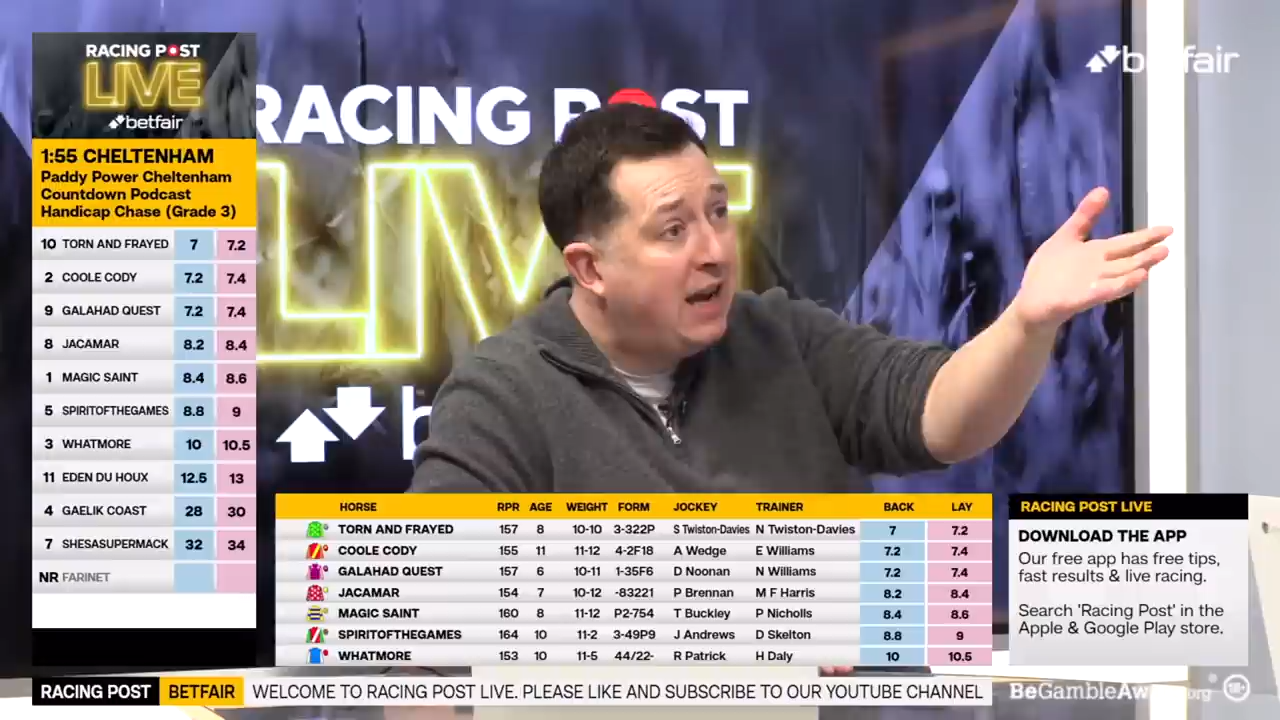 RACING POST
LIVE
betfair
1:55 CHELTENHAM
Paddy Power Cheltenham
Countdown Podcast
Handicap Chase (Grade 3)
10 TORN AND FRAYED 7 7.2
2 COOLE CODY 7.2 7.4
9 GALAHAD QUEST 7.2 7.4
8 JACAMAR 8.2 8.4
1 MAGIC SAINT 8.4 8.6
5 SPIRITOFTHEGAMES 8.8 9
3 WHATMORE 10 10.5
11 EDEN DU HOUX 12.5 13
4 GAELIK COAST 28 30
7 SHESASUPERMACK 32 34
NR FARINET
RACING POST
LIVE
b
betfair
HORSE RPR AGE WEIGHT FORM JOCKEY TRAINER BACK LAY
TORN AND FRAYED 157 8 10-10 3-322P S Twiston-Davies N Twiston-Davies 7 7.2
COOLE CODY 155 11 11-12 4-2F18 A Wedge E Williams 7.2 7.4
GALAHAD QUEST 157 6 10-11 1-35F6 D Noonan N Williams 7.2 7.4
JACAMAR 154 7 10-12 -83221 P Brennan M F Harris 8.2 8.4
MAGIC SAINT 160 8 11-12 P2-754 T Buckley P Nicholls 8.4 8.6
SPIRITOFTHEGAMES 164 10 11-2 3-49P9 J Andrews D Skelton 8.8 9
WHATMORE 153 10 11-5 44/22- R Patrick H Daly 10 10.5
RACING POST LIVE
DOWNLOAD THE APP
Our free app has free tips,
fast results & live racing.
Search 'Racing Post' in the
Apple & Google Play store.
RACING POST BETFAIR WELCOME TO RACING POST LIVE. PLEASE LIKE AND SUBSCRIBE TO OUR YOUTUBE CHANNEL
BeGambleAware.org 18+